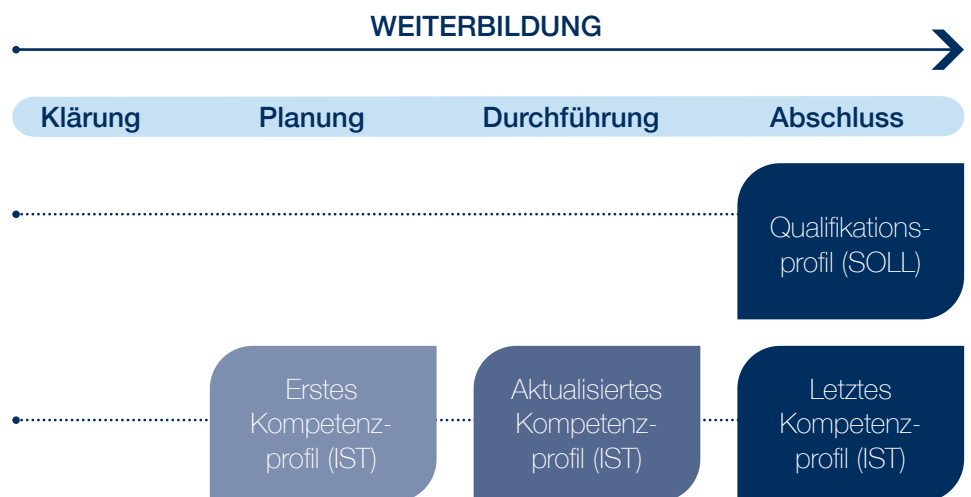 WEITERBILDUNG
Klärung Planung Durchführung Abschluss
Qualifikations-
profil (SOLL)
Erstes
Kompetenz-
profil (IST)
Aktualisiertes
Kompetenz-
profil (IST)
Letztes
Kompetenz-
profil (IST)